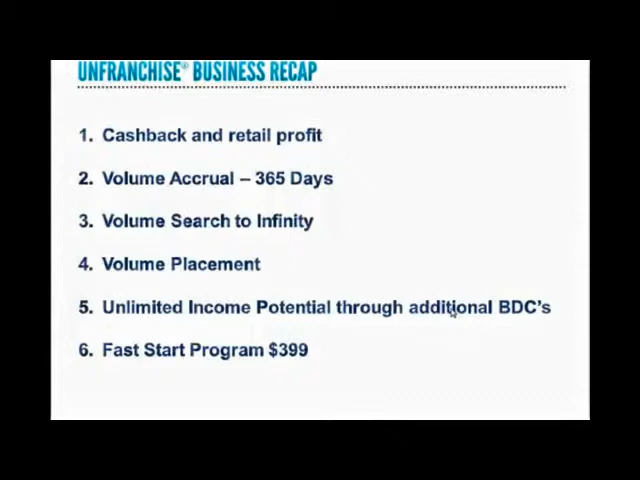 UNFRANCHISE® BUSINESS RECAP
1. Cashback and retail profit
2. Volume Accrual – 365 Days
3. Volume Search to Infinity
4. Volume Placement
5. Unlimited Income Potential through additional BDC's
6. Fast Start Program $399